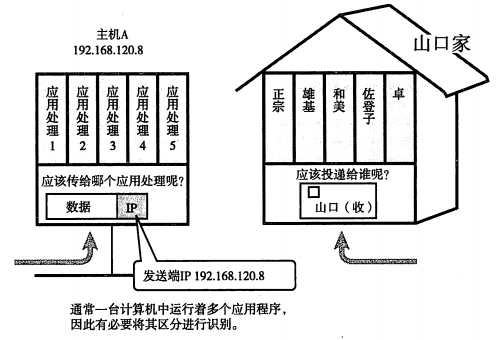 主机A
192.168.120.8
应用处理1
应用处理2
应用处理3
应用处理4
应用处理5
应该传给哪个应用处理呢?
数据
IP
发送端IP 192.168.120.8
山口家
正宗
雄基
和美
佐登子
卓
应该投递给谁呢?
山口（收）
通常一台计算机中运行着多个应用程序，
因此有必要将其区分进行识别。